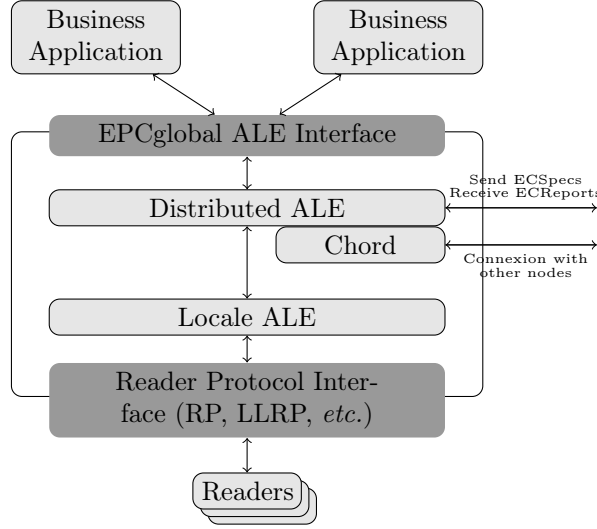 Business
Application
Business
Application
EPCglobal ALE Interface
Send ECSpecs
Receive ECReports
Distributed ALE
Chord
Connexion with
other nodes
Locale ALE
Reader Protocol Inter-
face (RP, LLRP, etc.)
Readers